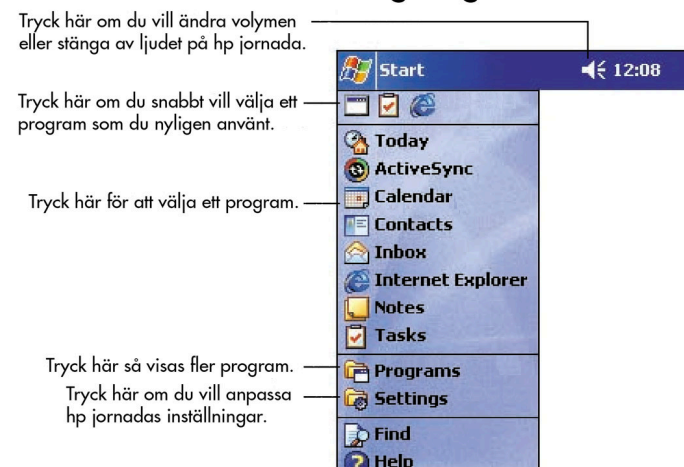 Tryck här om du vill ändra volymen
eller stänga av ljudet på hp jornada.
Start
12:08
Tryck här om du snabbt vill välja ett
program som du nyligen använt.
Today
ActiveSync
Tryck här för att välja ett program.
Calendar
Contacts
Inbox
Internet Explorer
Notes
Tasks
Tryck här så visas fler program.
Programs
Tryck här om du vill anpassa
hp jornadas inställningar.
Settings
Find
Help